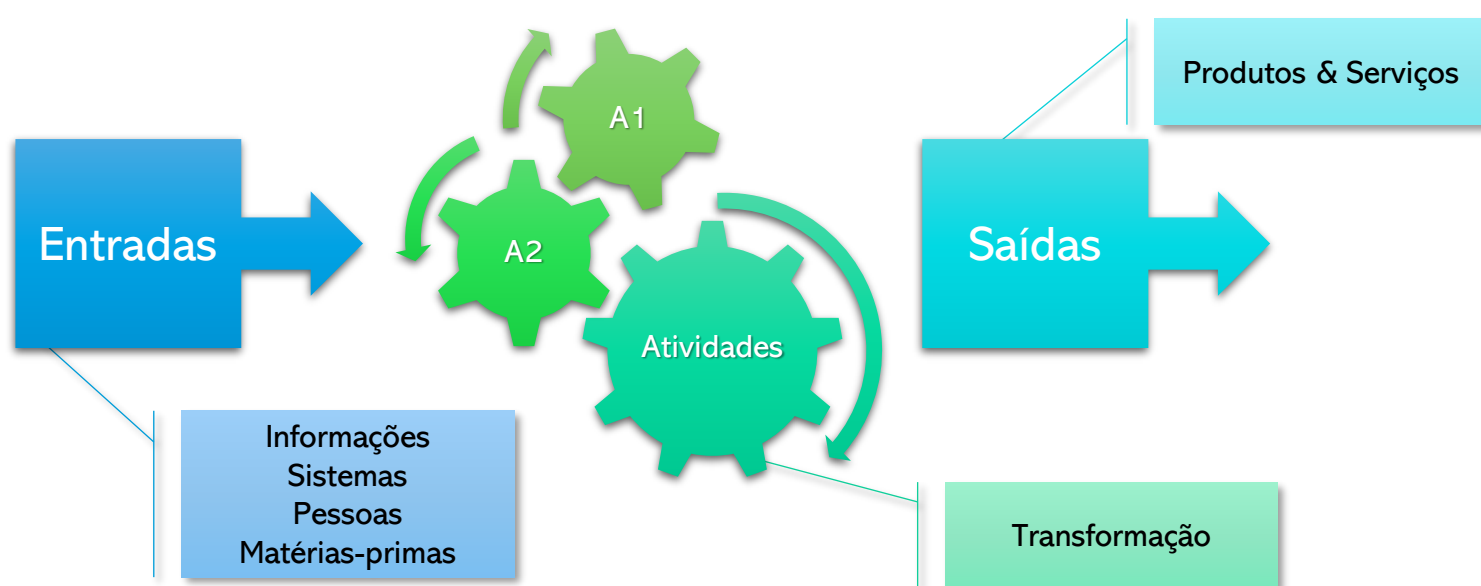 Entradas
Informações
Sistemas
Pessoas
Matérias-primas
A1
A2
Atividades
Transformação
Saídas
Produtos & Serviços